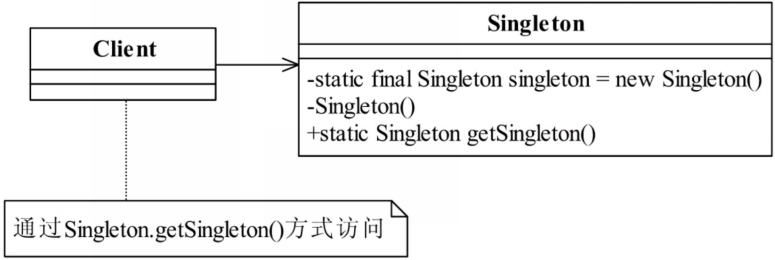 Client
Singleton
-static final Singleton singleton = new Singleton()
-Singleton()
+static Singleton getSingleton()
通过Singleton.getSingleton()方式访问